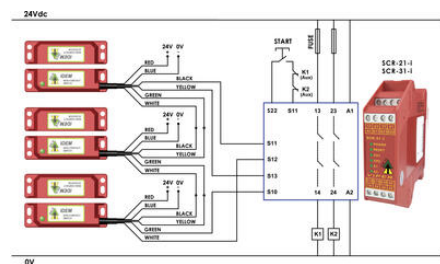 24Vdc
24V 0V
RED
BLUE
BLACK
YELLOW
GREEN
WHITE
24V 0V
RED
BLUE
BLACK
YELLOW
GREEN
WHITE
24V 0V
RED
BLUE
BLACK
YELLOW
GREEN
WHITE
IDEM
IDEM
IDEM
START
K1
(Aux)
K2
(Aux)
FUSE
SCR-21-i
SCR-31-i
S22 S11 13 23 A1
S11
S12
S13
S10
14 24 A2
K1 K2
0V